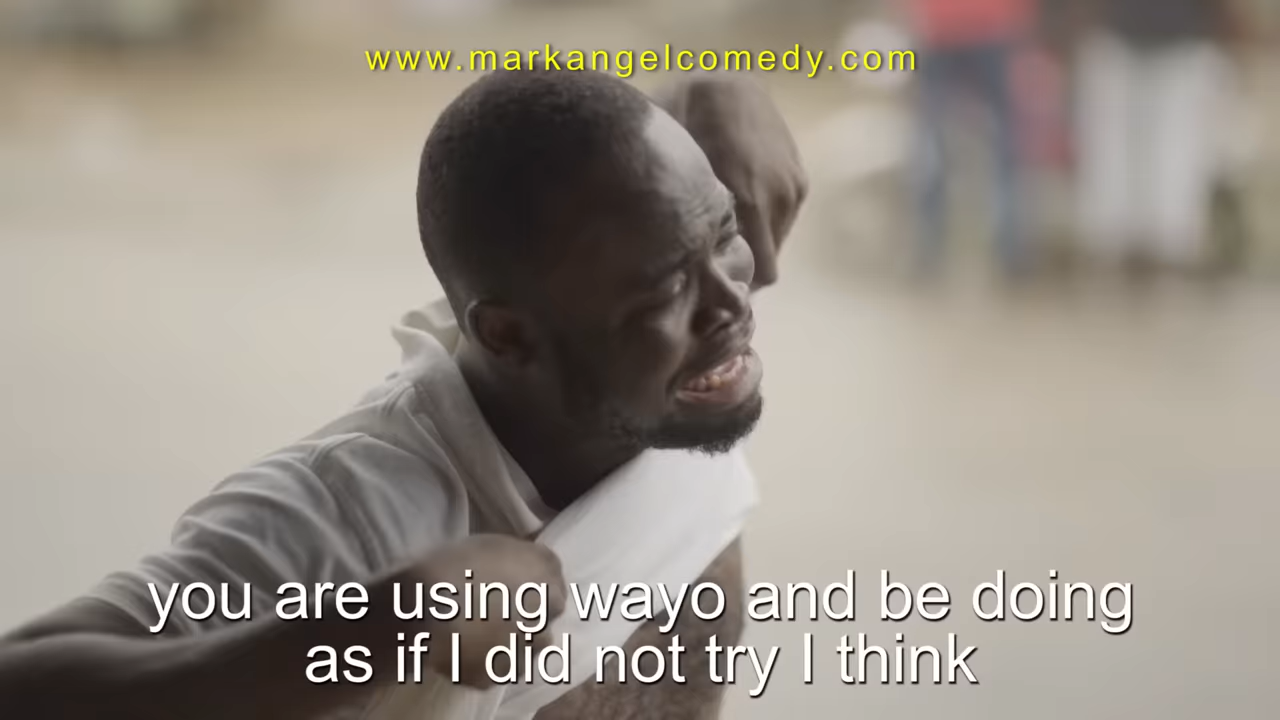 www.markangelcomedy.com
you are using wayo and be doing
as if I did not try I think